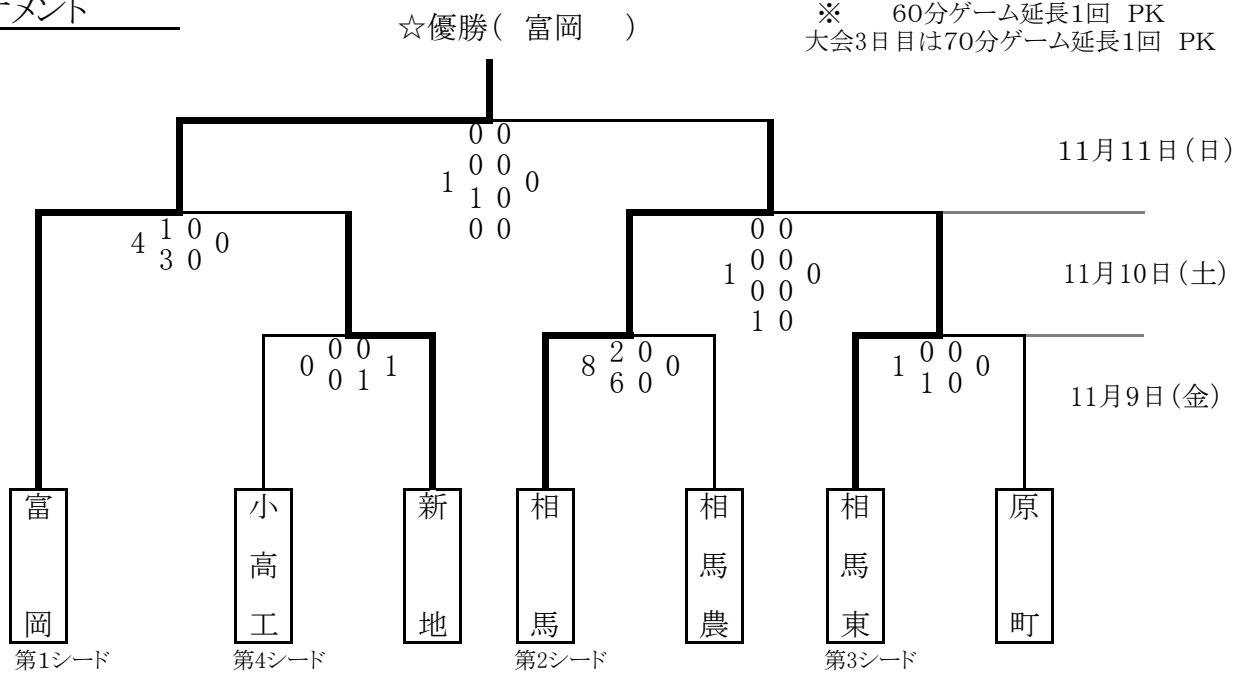 ーナメント
☆優勝( 富岡 )
※ 60分ゲーム延長1回 PK
大会3日目は70分ゲーム延長1回 PK
11月11日(日)
0 0
0 0
1 1 0 0
0 0
11月10日(土)
4 1 0 0
3 0
0 0
0 0
1 0 0 0
1 0
11月9日(金)
0 0 0 1
0 1
8 2 0 0
6 0
1 0 0 0
1 0
富岡
小高工
新地
相馬
相馬農
相馬東
原町
第1シード
第4シード
第2シード
第3シード